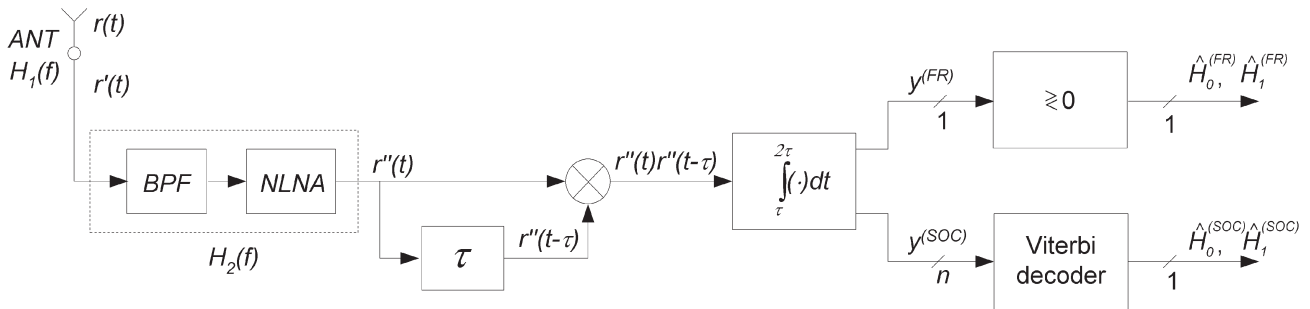 ANT
H₁(f)
r(t)
r'(t)
BPF
NLNA
H₂(f)
r''(t)
τ
r''(t-τ)
r''(t)r''(t-τ)
∫_τ^{2τ}(·)dt
y^(FR)
1
≷0
Ĥ₀^(FR), Ĥ₁^(FR)
1
y^(SOC)
n
Viterbi
decoder
Ĥ₀^(SOC), Ĥ₁^(SOC)
1